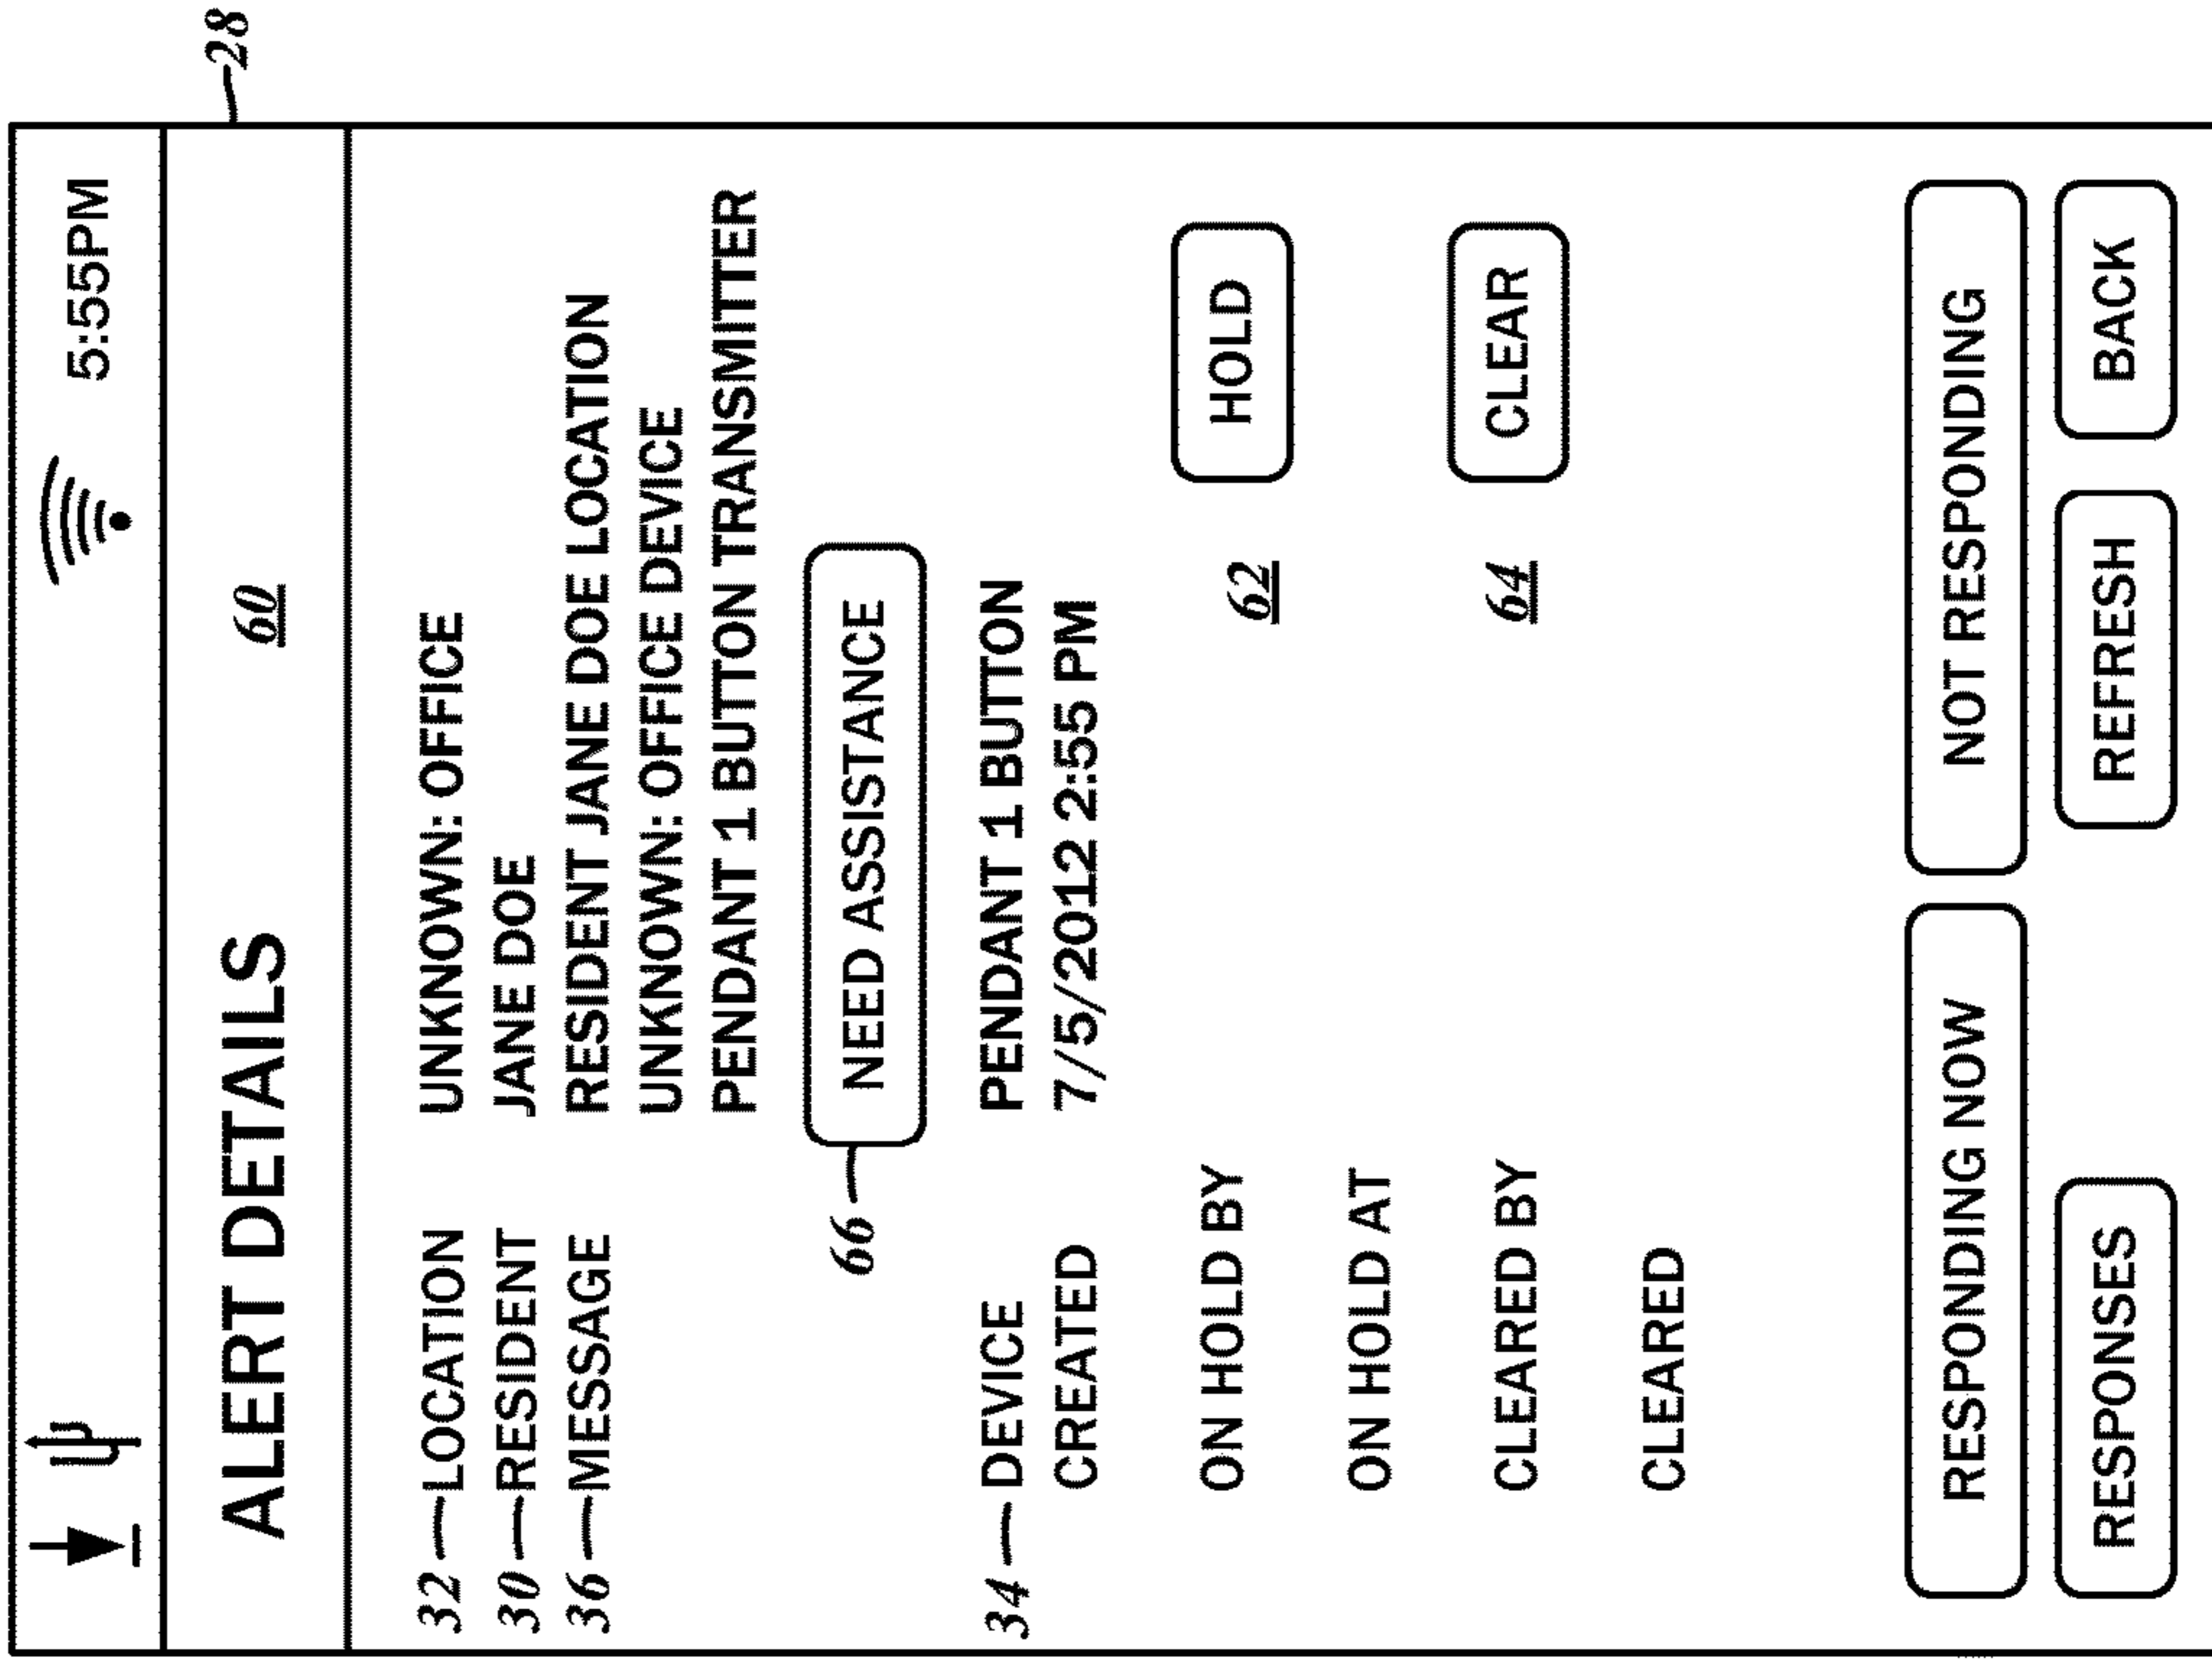 5:55PM
28
ALERT DETAILS 60
32 LOCATION UNKNOWN: OFFICE
30 RESIDENT JANE DOE
36 MESSAGE RESIDENT JANE DOE LOCATION
UNKNOWN: OFFICE DEVICE
PENDANT 1 BUTTON TRANSMITTER
66 NEED ASSISTANCE
34 DEVICE PENDANT 1 BUTTON
CREATED 7/5/2012 2:55 PM
ON HOLD BY 62 HOLD
ON HOLD AT
CLEARED BY 64 CLEAR
CLEARED
RESPONDING NOW NOT RESPONDING
RESPONSES REFRESH BACK